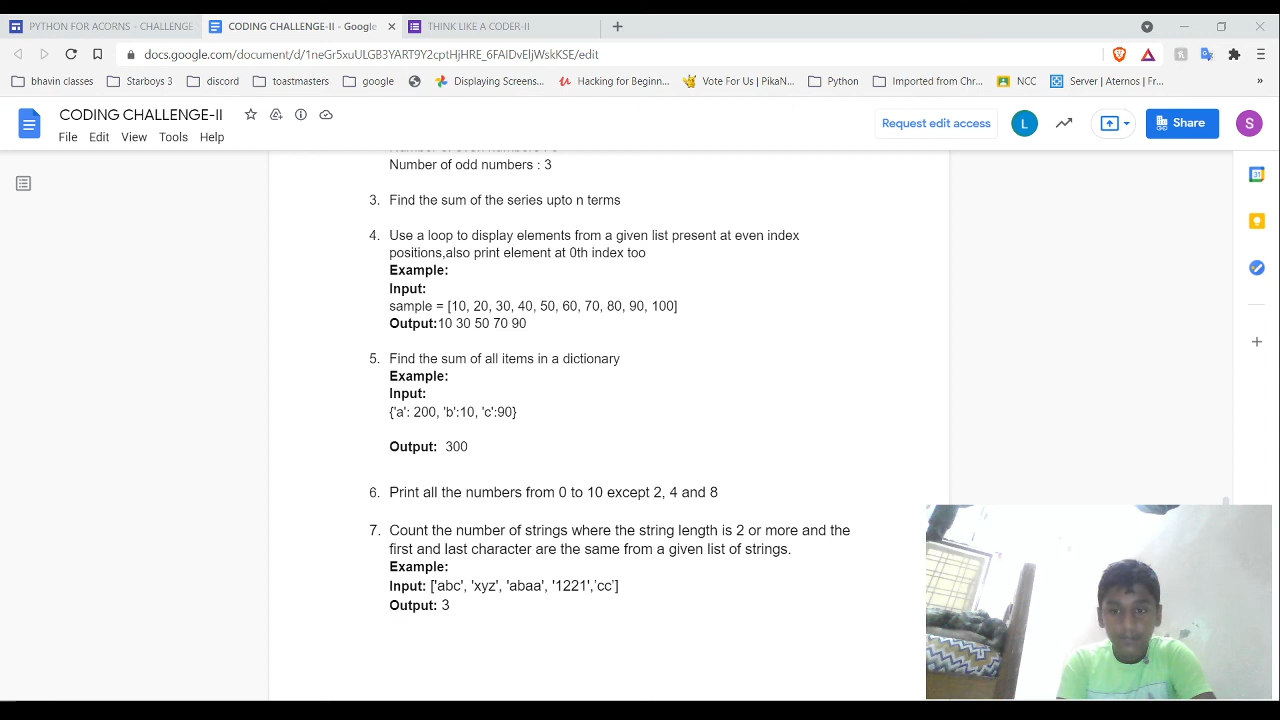 PYTHON FOR ACORNS - CHALLENGE
CODING CHALLENGE-II - Google
THINK LIKE A CODER-II
docs.google.com/document/d/1neGr5xuULGB3YART9Y2cptHjHRE_6FAIDvEljWskKSE/edit
bhavin classes
Starboys 3
discord
toastmasters
google
Displaying Screens...
Hacking for Beginn...
Vote For Us | PikaN...
Python
Imported from Chr...
NCC
Server | Aternos | Fr...
CODING CHALLENGE-II
File Edit View Tools Help
Request edit access
L
Share
S
Number of odd numbers : 3
3. Find the sum of the series upto n terms
4. Use a loop to display elements from a given list present at even index
positions,also print element at 0th index too
Example:
Input:
sample = [10, 20, 30, 40, 50, 60, 70, 80, 90, 100]
Output:10 30 50 70 90
5. Find the sum of all items in a dictionary
Example:
Input:
{'a': 200, 'b':10, 'c':90}
Output: 300
6. Print all the numbers from 0 to 10 except 2, 4 and 8
7. Count the number of strings where the string length is 2 or more and the
first and last character are the same from a given list of strings.
Example:
Input: ['abc', 'xyz', 'abaa', '1221','cc']
Output: 3